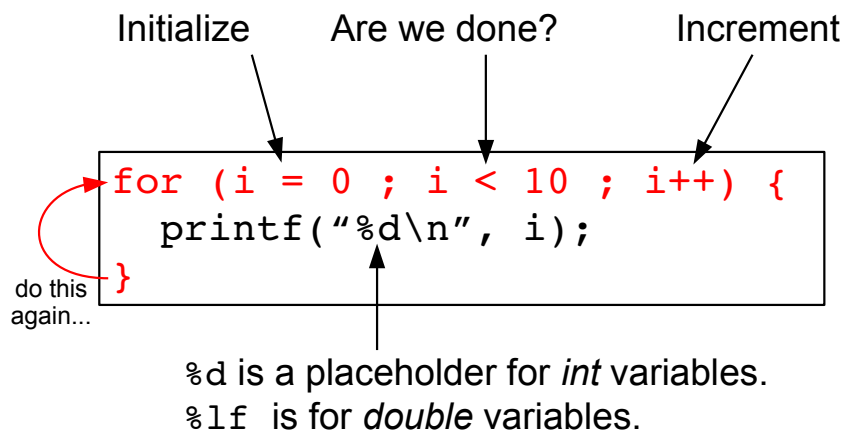 Initialize Are we done? Increment
for (i = 0 ; i < 10 ; i++) {
printf(“%d\n”, i);
}
do this
again...
%d is a placeholder for int variables.
%lf is for double variables.